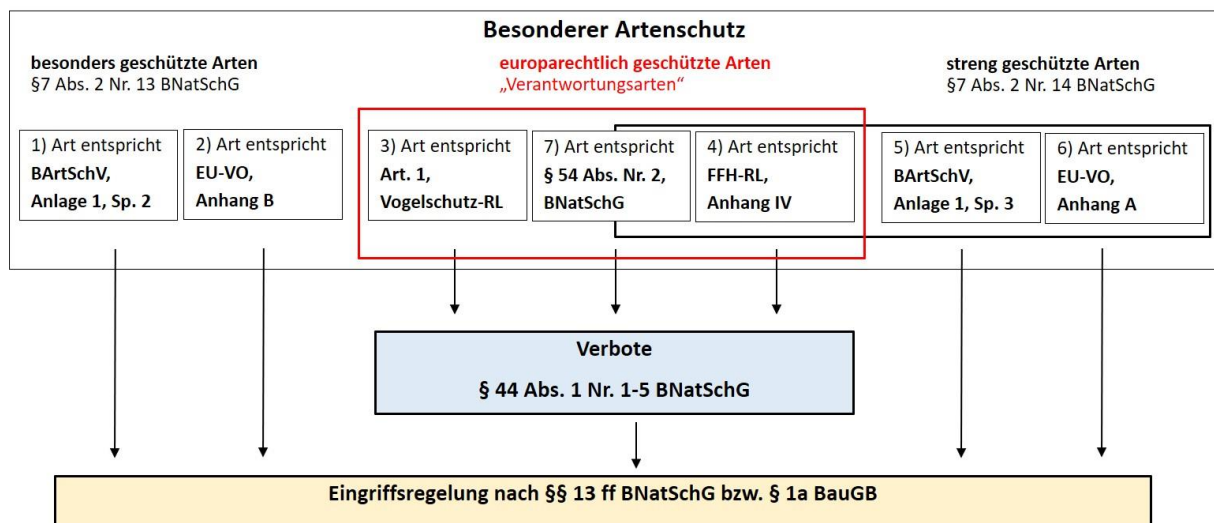 Besonderer Artenschutz
besonders geschützte Arten
§7 Abs. 2 Nr. 13 BNatSchG
europarechtlich geschützte Arten
„Verantwortungsarten“
streng geschützte Arten
§7 Abs. 2 Nr. 14 BNatSchG
1) Art entspricht
BArtSchV,
Anlage 1, Sp. 2
2) Art entspricht
EU-VO,
Anhang B
3) Art entspricht
Art. 1,
Vogelschutz-RL
7) Art entspricht
§ 54 Abs. Nr. 2,
BNatSchG
4) Art entspricht
FFH-RL,
Anhang IV
5) Art entspricht
BArtSchV,
Anlage 1, Sp. 3
6) Art entspricht
EU-VO,
Anhang A
Verbote
§ 44 Abs. 1 Nr. 1-5 BNatSchG
Eingriffsregelung nach §§ 13 ff BNatSchG bzw. § 1a BauGB